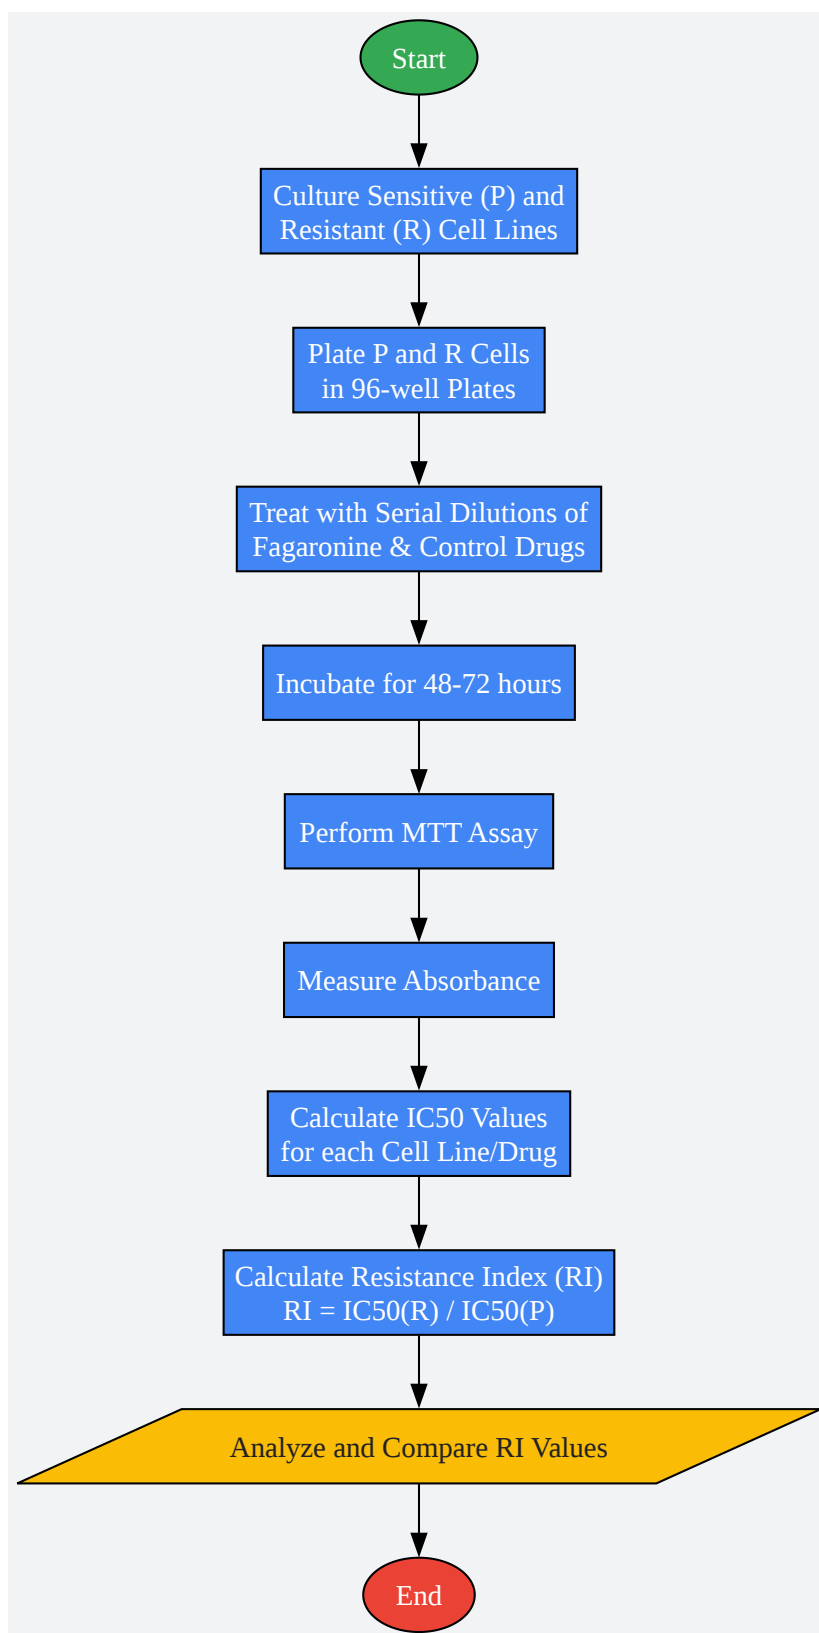 Start
Culture Sensitive (P) and
Resistant (R) Cell Lines
Plate P and R Cells
in 96-well Plates
Treat with Serial Dilutions of
Fagaronine & Control Drugs
Incubate for 48-72 hours
Perform MTT Assay
Measure Absorbance
Calculate IC50 Values
for each Cell Line/Drug
Calculate Resistance Index (RI)
RI = IC50(R) / IC50(P)
Analyze and Compare RI Values
End